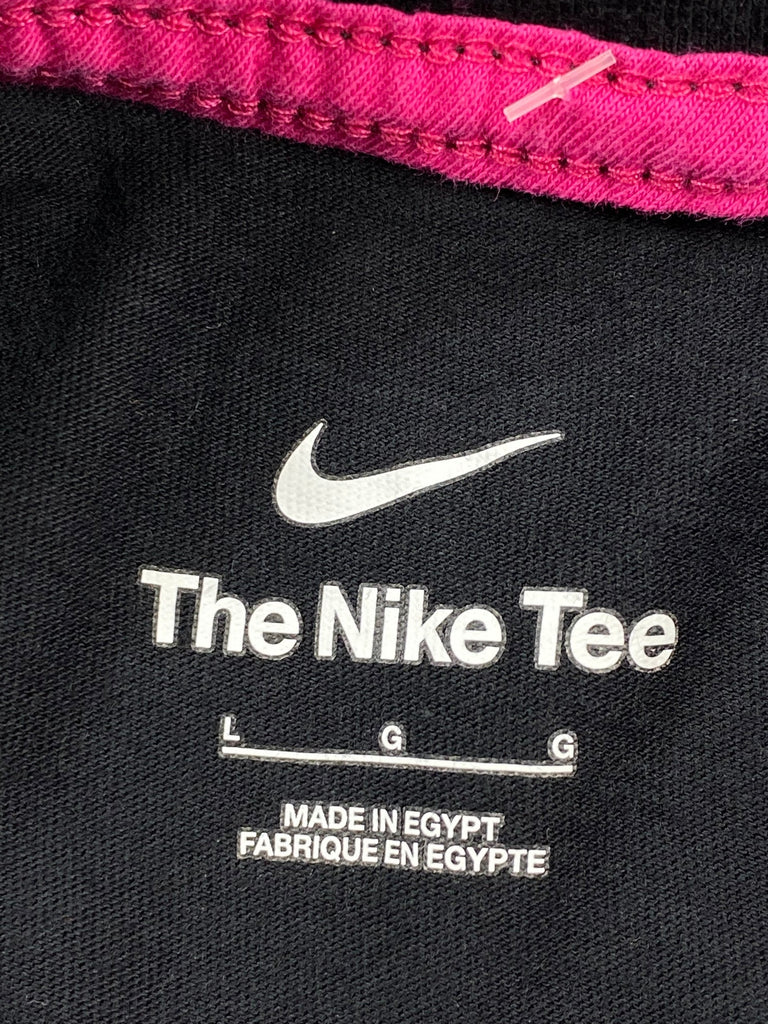 The Nike Tee
L G G
MADE IN EGYPT
FABRIQUE EN EGYPTE